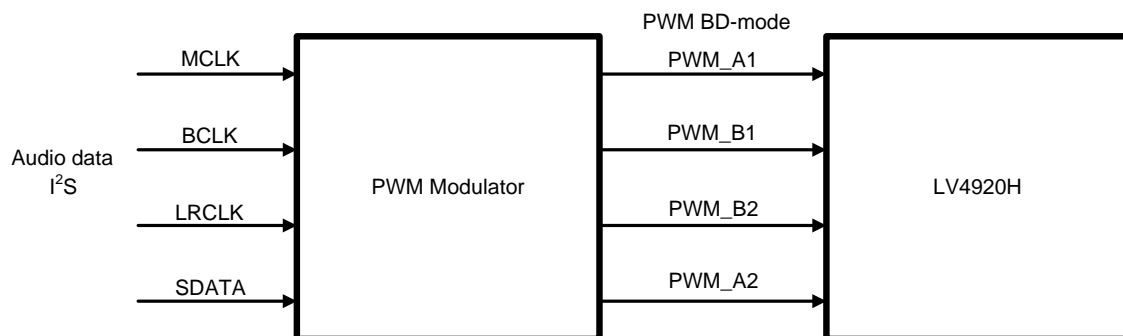 PWM BD-mode
MCLK
PWM_A1
BCLK
PWM_B1
Audio data
I²S
PWM Modulator
LV4920H
LRCLK
PWM_B2
SDATA
PWM_A2